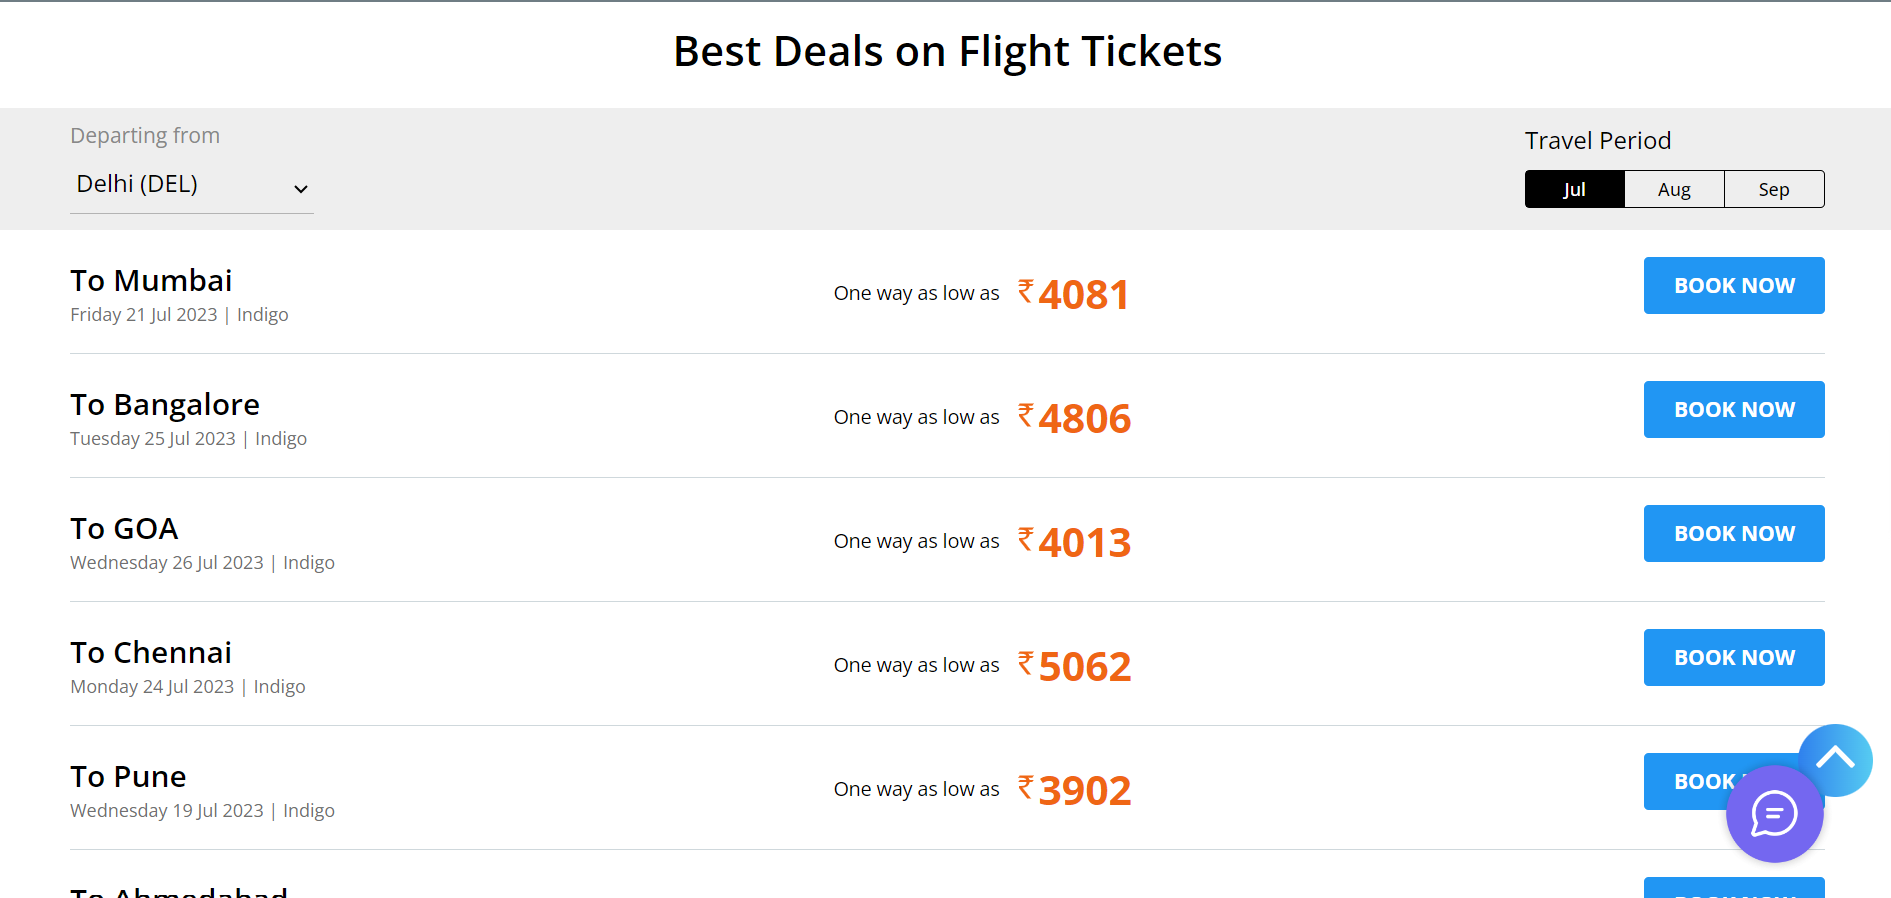 Best Deals on Flight Tickets
Departing from
Delhi (DEL)
Travel Period
Jul Aug Sep
To Mumbai
Friday 21 Jul 2023 | Indigo
One way as low as ₹ 4081
BOOK NOW
To Bangalore
Tuesday 25 Jul 2023 | Indigo
One way as low as ₹ 4806
BOOK NOW
To GOA
Wednesday 26 Jul 2023 | Indigo
One way as low as ₹ 4013
BOOK NOW
To Chennai
Monday 24 Jul 2023 | Indigo
One way as low as ₹ 5062
BOOK NOW
To Pune
Wednesday 19 Jul 2023 | Indigo
One way as low as ₹ 3902
BOOK
To Ahmedabad